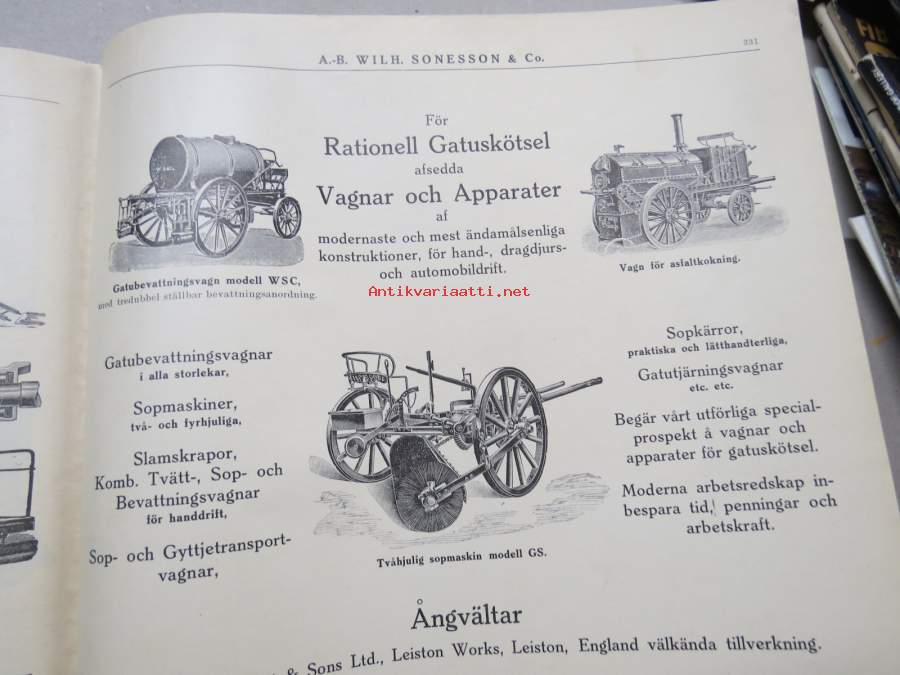 A.-B. WILH. SONESSON & Co.
331
För
Rationell Gatuskötsel
afsedda
Vagnar och Apparater
af
modernaste och mest ändamålsenliga
konstruktioner, för hand-, dragdjurs-
och automobildrift.
Antikvariaatti.net
Gatubevattningsvagn modell WSC,
med tredubbel ställbar bevattningsanordning.
Vagn för asfaltkokning.
Gatubevattningsvagnar
i alla storlekar,
Sopmaskiner,
två- och fyrhjuliga,
Slamskrapor,
Komb. Tvätt-, Sop- och
Bevattningsvagnar
för handdrift,
Sop- och Gyttjetransport-
vagnar,
Tvåhjulig sopmaskin modell GS.
Sopkärror,
praktiska och lätthandterliga,
Gatutjärningsvagnar
etc. etc.
Begär vårt utförliga special-
prospekt å vagnar och
apparater för gatuskötsel.
Moderna arbetsredskap in-
bespara tid, penningar och
arbetskraft.
Ångvältar
& Sons Ltd., Leiston Works, Leiston, England välkända tillverkning.